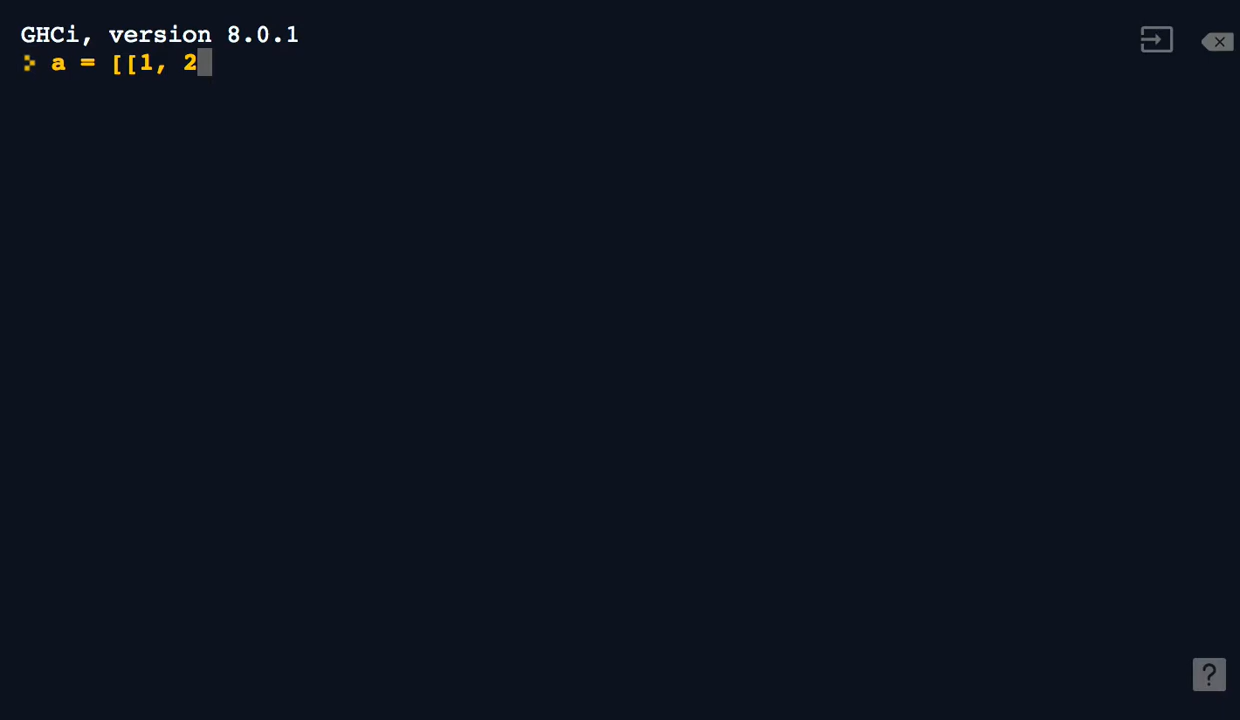 GHCi, version 8.0.1
a = [[1, 2
?